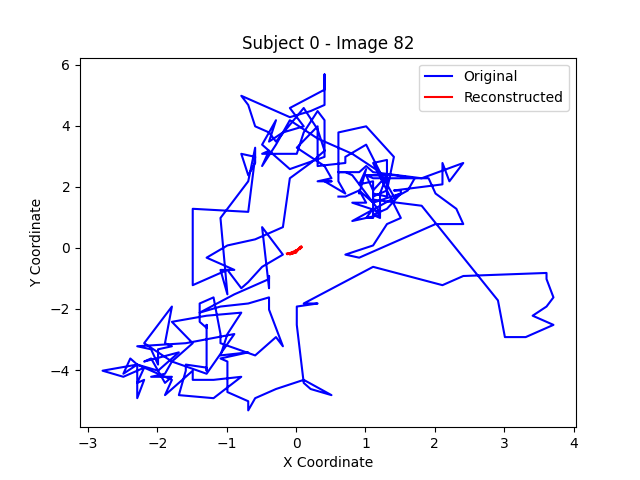 Subject 0 - Image 82
Original
Reconstructed
Y Coordinate
6
4
2
0
−2
−4
−3
−2
−1
0
1
2
3
4
X Coordinate